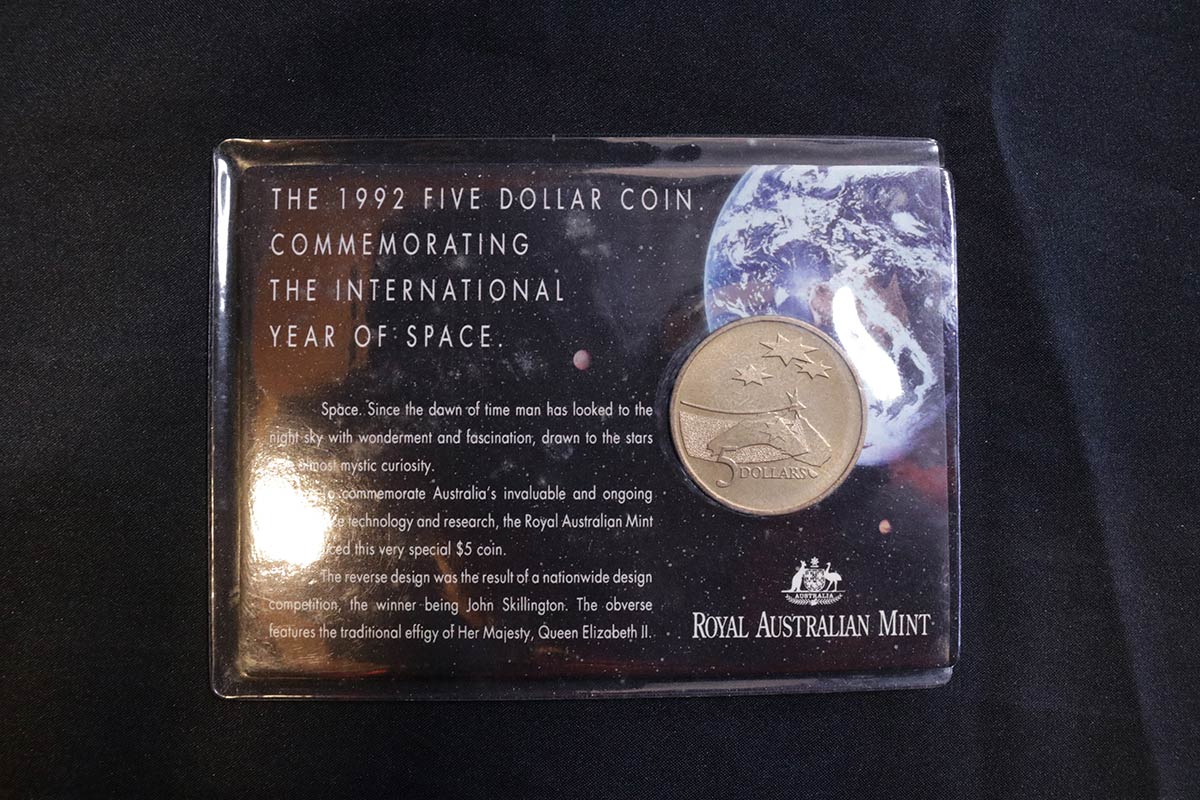 THE 1992 FIVE DOLLAR COIN.
COMMEMORATING
THE INTERNATIONAL
YEAR OF SPACE.
Space. Since the dawn of time man has looked to the
night sky with wonderment and fascination, drawn to the stars
almost mystic curiosity.
To commemorate Australia's invaluable and ongoing
technology and research, the Royal Australian Mint
this very special $5 coin.
The reverse design was the result of a nationwide design
competition, the winner being John Skillington. The obverse
features the traditional effigy of Her Majesty, Queen Elizabeth II.
5 DOLLARS
AUSTRALIA
ROYAL AUSTRALIAN MINT